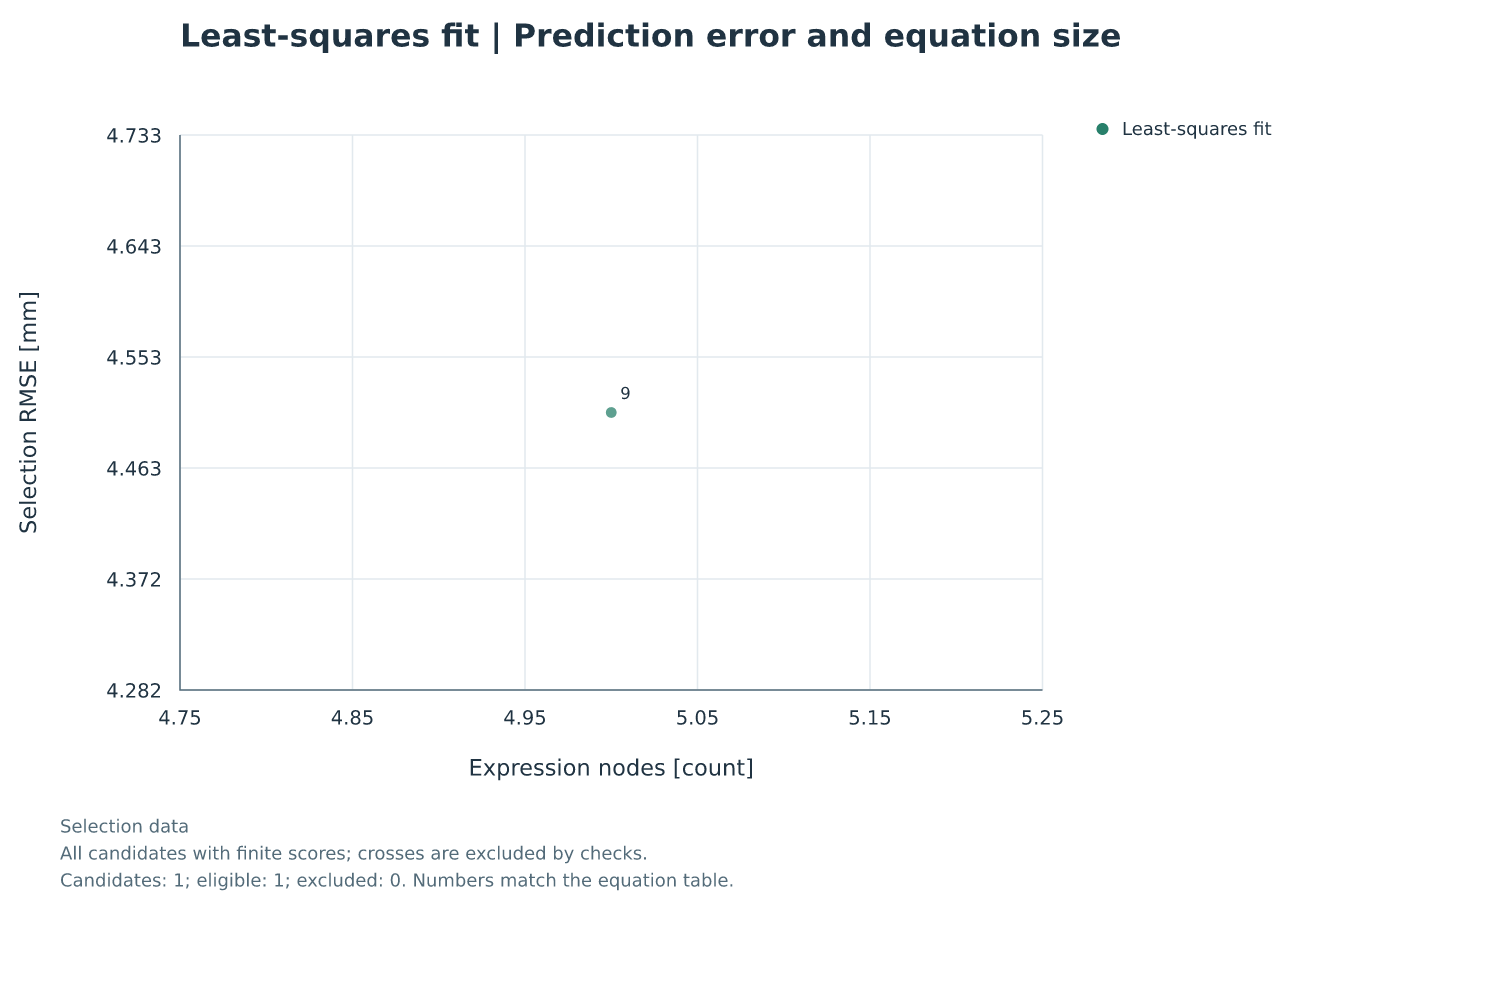 Least-squares fit | Prediction error and equation size
Least-squares fit
4.733
4.643
4.553
4.463
4.372
4.282
Selection RMSE [mm]
9
4.75 4.85 4.95 5.05 5.15 5.25
Expression nodes [count]
Selection data
All candidates with finite scores; crosses are excluded by checks.
Candidates: 1; eligible: 1; excluded: 0. Numbers match the equation table.